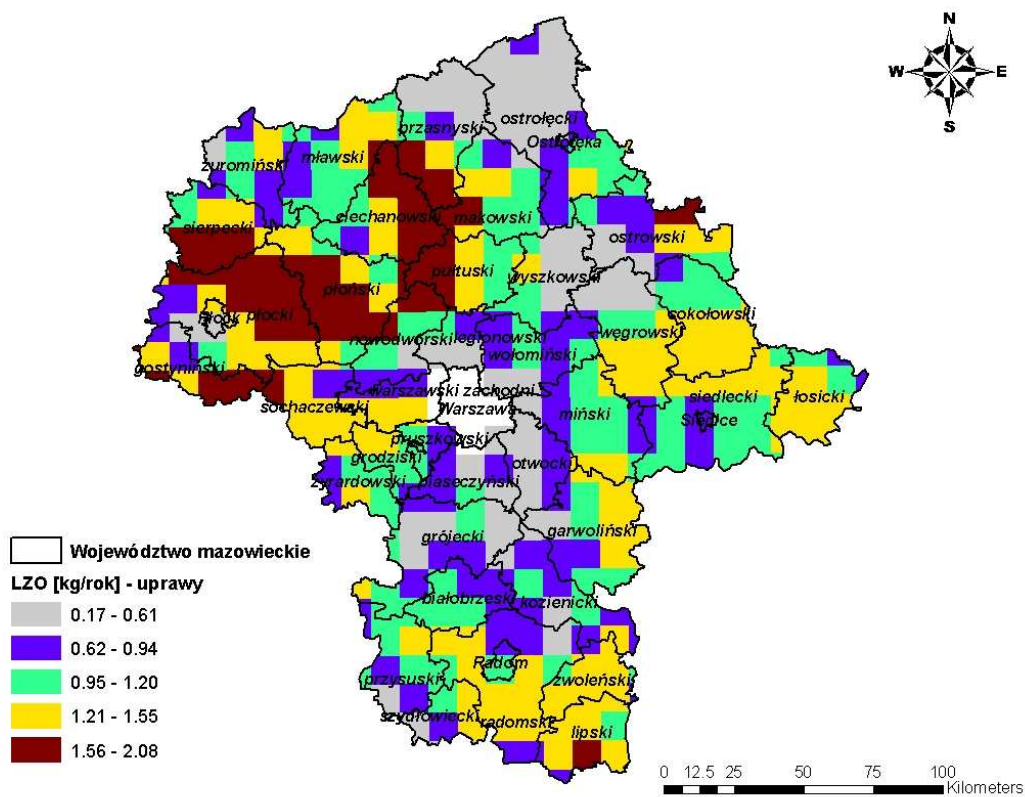 N
W E
S
ostrołęcki
przasnyski
Ostrołęka
mławski
żuromiński
ciechanowski
makowski
sierpecki
ostrowski
pułtuski
wyszkowski
płoński
sokołowski
płocki
Płock
węgrowski
nowodworski
legionowski
wołomiński
gostyniński
warszawski zachodni
siedlecki
łosicki
sochaczewski
Warszawa
miński
Siedlce
pruszkowski
grodziski
otwocki
żyrardowski
piaseczyński
garwoliński
grójecki
białobrzeski
kozienicki
Radom
przysuski
zwoleński
szydłowiecki
radomski
lipski
Województwo mazowieckie
LZO [kg/rok] - uprawy
0.17 - 0.61
0.62 - 0.94
0.95 - 1.20
1.21 - 1.55
1.56 - 2.08
0 12.5 25 50 75 100
Kilometers